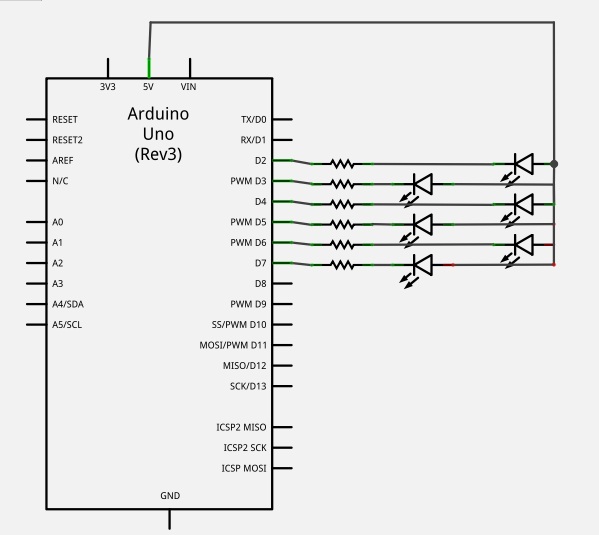 3V3
5V
VIN
Arduino
Uno
(Rev3)
RESET
RESET2
AREF
N/C
A0
A1
A2
A3
A4/SDA
A5/SCL
TX/D0
RX/D1
D2
PWM D3
D4
PWM D5
PWM D6
D7
D8
PWM D9
SS/PWM D10
MOSI/PWM D11
MISO/D12
SCK/D13
ICSP2 MISO
ICSP2 SCK
ICSP MOSI
GND